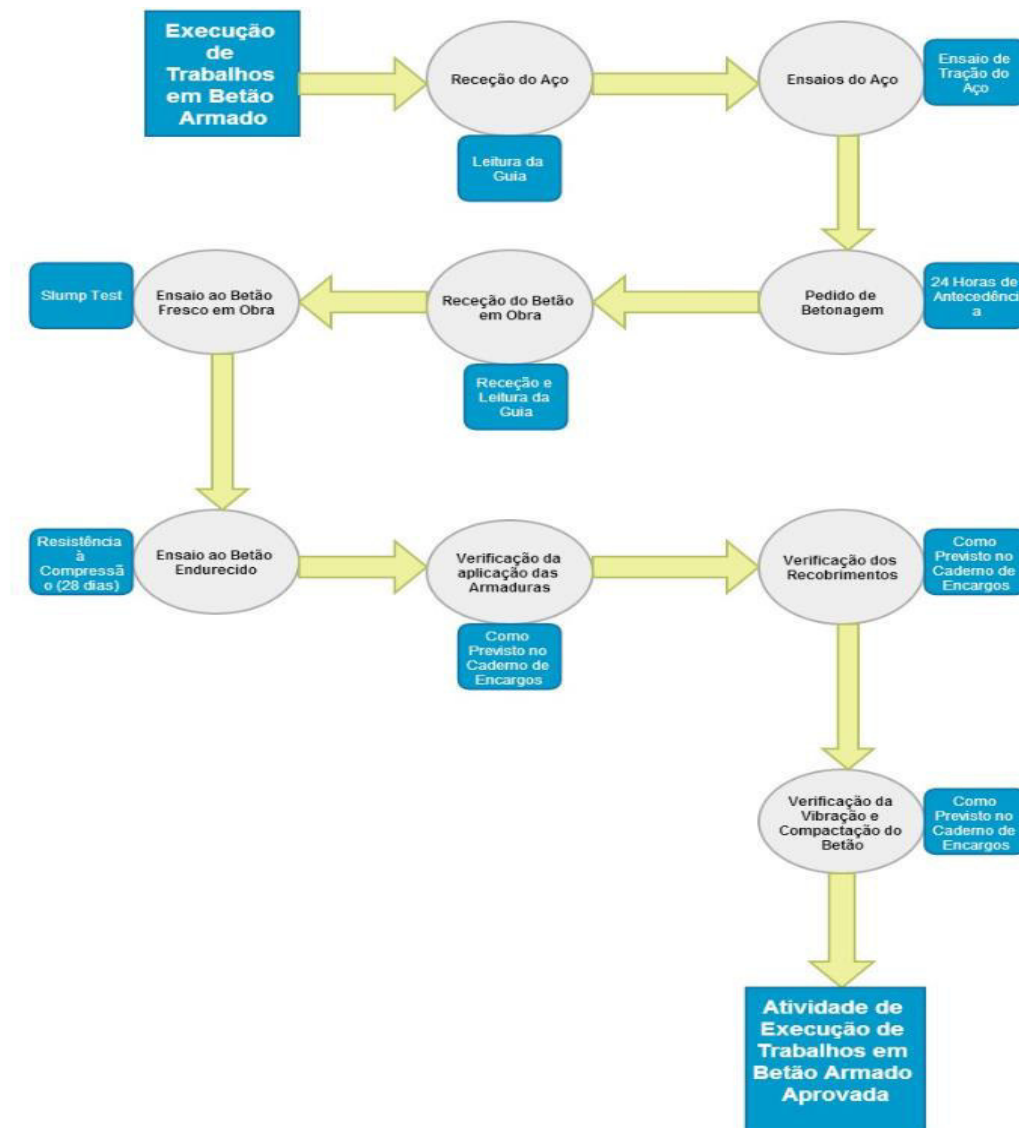 Execução
de
Trabalhos
em Betão
Armado
Receção do Aço
Leitura da
Guia
Ensaios do Aço
Ensaio de
Tração do
Aço
Pedido de
Betonagem
24 Horas de
Antecedênci
a
Receção do Betão
em Obra
Receção e
Leitura da
Guia
Ensaio ao Betão
Fresco em Obra
Slump Test
Ensaio ao Betão
Endurecido
Resistência
à
Compressã
o (28 dias)
Verificação da
aplicação das
Armaduras
Como
Previsto no
Caderno de
Encargos
Verificação dos
Recobrimentos
Como
Previsto no
Caderno de
Encargos
Verificação da
Vibração e
Compactação do
Betão
Como
Previsto no
Caderno de
Encargos
Atividade de
Execução de
Trabalhos em
Betão Armado
Aprovada